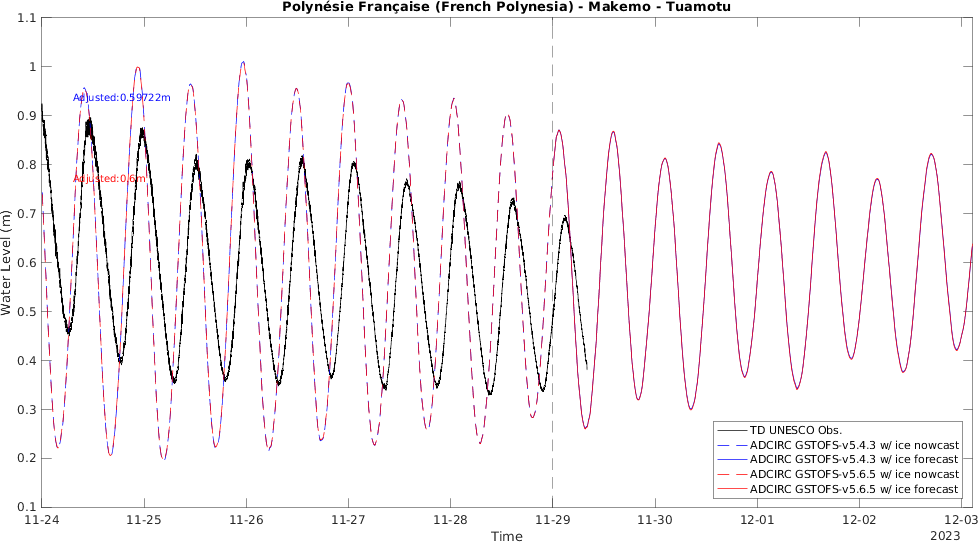 Polynésie Française (French Polynesia) - Makemo - Tuamotu
1.1
1
0.9
0.8
0.7
0.6
0.5
0.4
0.3
0.2
0.1
Water Level (m)
Adjusted:0.59722m
Adjusted:0.6m
TD UNESCO Obs.
ADCIRC GSTOFS-v5.4.3 w/ ice nowcast
ADCIRC GSTOFS-v5.4.3 w/ ice forecast
ADCIRC GSTOFS-v5.6.5 w/ ice nowcast
ADCIRC GSTOFS-v5.6.5 w/ ice forecast
11-24 11-25 11-26 11-27 11-28 11-29 11-30 12-01 12-02 12-03
Time
2023